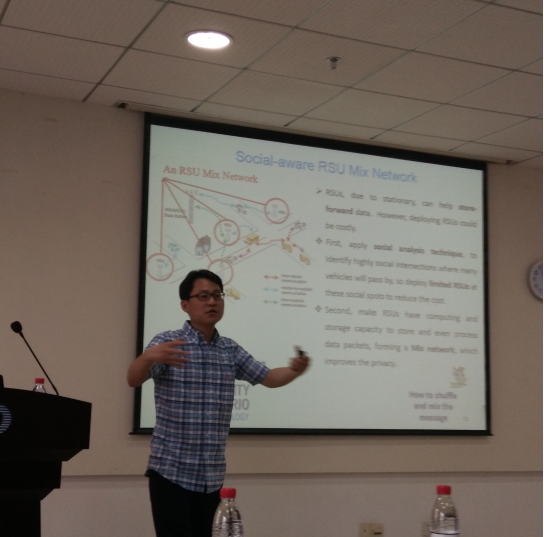 Social-aware RSU Mix Network
An RSU Mix Network
➢ RSUs, due to stationary, can help store-
forward data. However, deploying RSUs could
be costly.
❖ First, apply social analysis technique, to
identify highly social intersections where many
vehicles will pass by, so deploy limited RSUs at
these social spots to reduce the cost.
❖ Second, make RSUs have computing and
storage capacity to store and even process
data packets, forming a Mix network, which
improves the privacy.
How to shuffle
and mix the
message